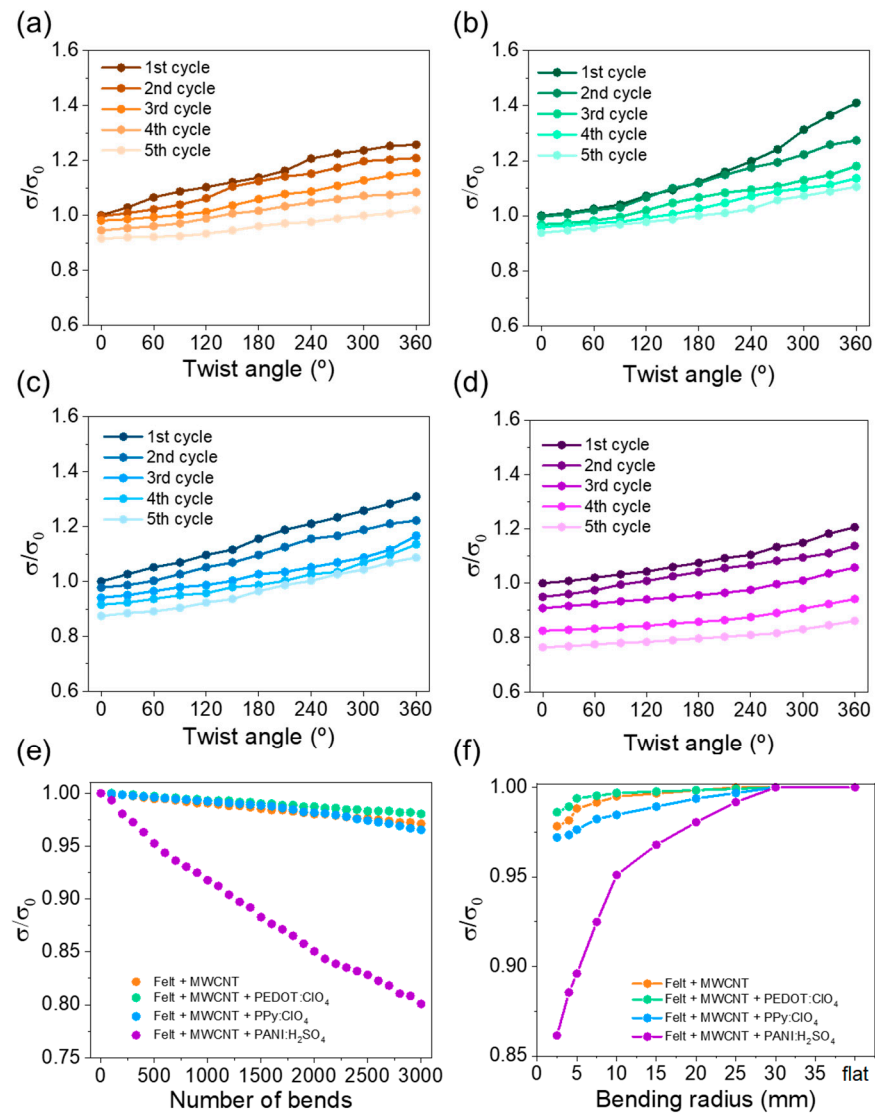 (a)
(b)
1.6
1.4
1.2
1.0
0.8
0.6
σ/σ0
1st cycle
2nd cycle
3rd cycle
4th cycle
5th cycle
0 60 120 180 240 300 360
Twist angle (º)
1.6
1.4
1.2
1.0
0.8
0.6
σ/σ0
1st cycle
2nd cycle
3rd cycle
4th cycle
5th cycle
0 60 120 180 240 300 360
Twist angle (º)
(c)
(d)
1.6
1.4
1.2
1.0
0.8
0.6
σ/σ0
1st cycle
2nd cycle
3rd cycle
4th cycle
5th cycle
0 60 120 180 240 300 360
Twist angle (º)
1.6
1.4
1.2
1.0
0.8
0.6
σ/σ0
1st cycle
2nd cycle
3rd cycle
4th cycle
5th cycle
0 60 120 180 240 300 360
Twist angle (º)
(e)
(f)
1.00
0.95
0.90
0.85
0.80
0.75
σ/σ0
Felt + MWCNT
Felt + MWCNT + PEDOT:ClO4
Felt + MWCNT + PPy:ClO4
Felt + MWCNT + PANI:H2SO4
0 500 1000 1500 2000 2500 3000
Number of bends
1.00
0.95
0.90
0.85
σ/σ0
Felt + MWCNT
Felt + MWCNT + PEDOT:ClO4
Felt + MWCNT + PPy:ClO4
Felt + MWCNT + PANI:H2SO4
0 5 10 15 20 25 30 35 flat
Bending radius (mm)